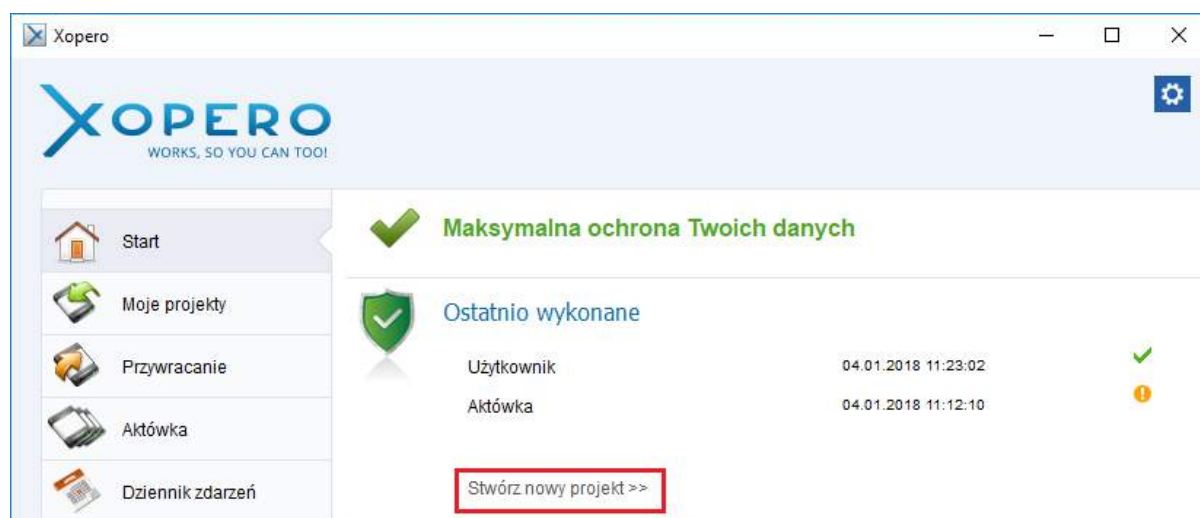 Xopero
XOPERO
WORKS, SO YOU CAN TOO!
Start
Moje projekty
Przywracanie
Aktówka
Dziennik zdarzeń
Maksymalna ochrona Twoich danych
Ostatnio wykonane
Użytkownik 04.01.2018 11:23:02
Aktówka 04.01.2018 11:12:10
Stwórz nowy projekt >>